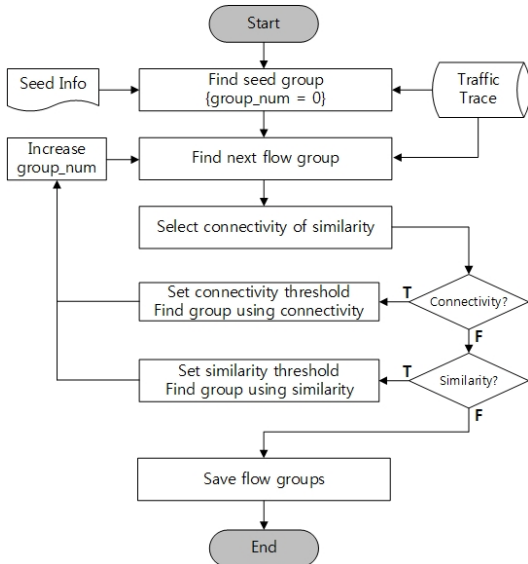 Start
Seed Info
Find seed group
{group_num = 0}
Traffic
Trace
Increase
group_num
Find next flow group
Select connectivity of similarity
Set connectivity threshold
Find group using connectivity
T
Connectivity?
F
Set similarity threshold
Find group using similarity
T
Similarity?
F
Save flow groups
End